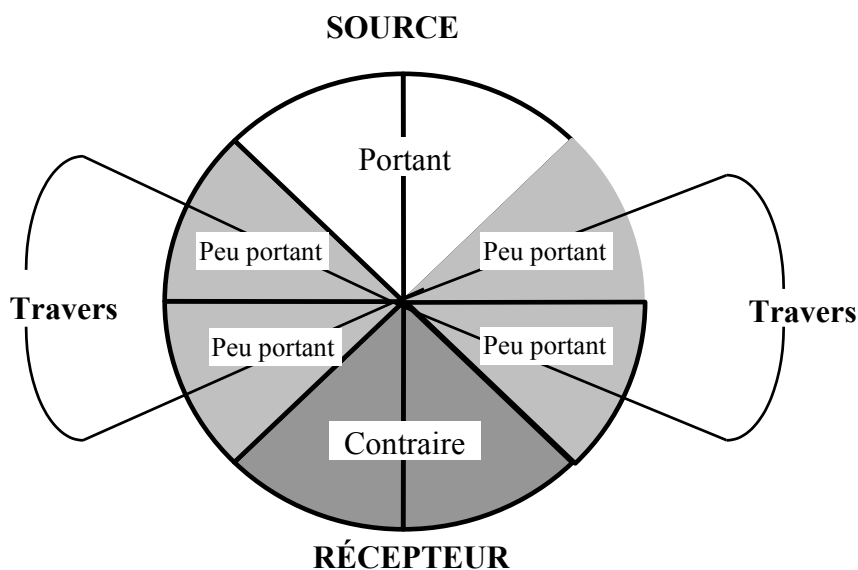 SOURCE
Portant
Peu portant
Peu portant
Travers
Travers
Peu portant
Peu portant
Contraire
RÉCEPTEUR